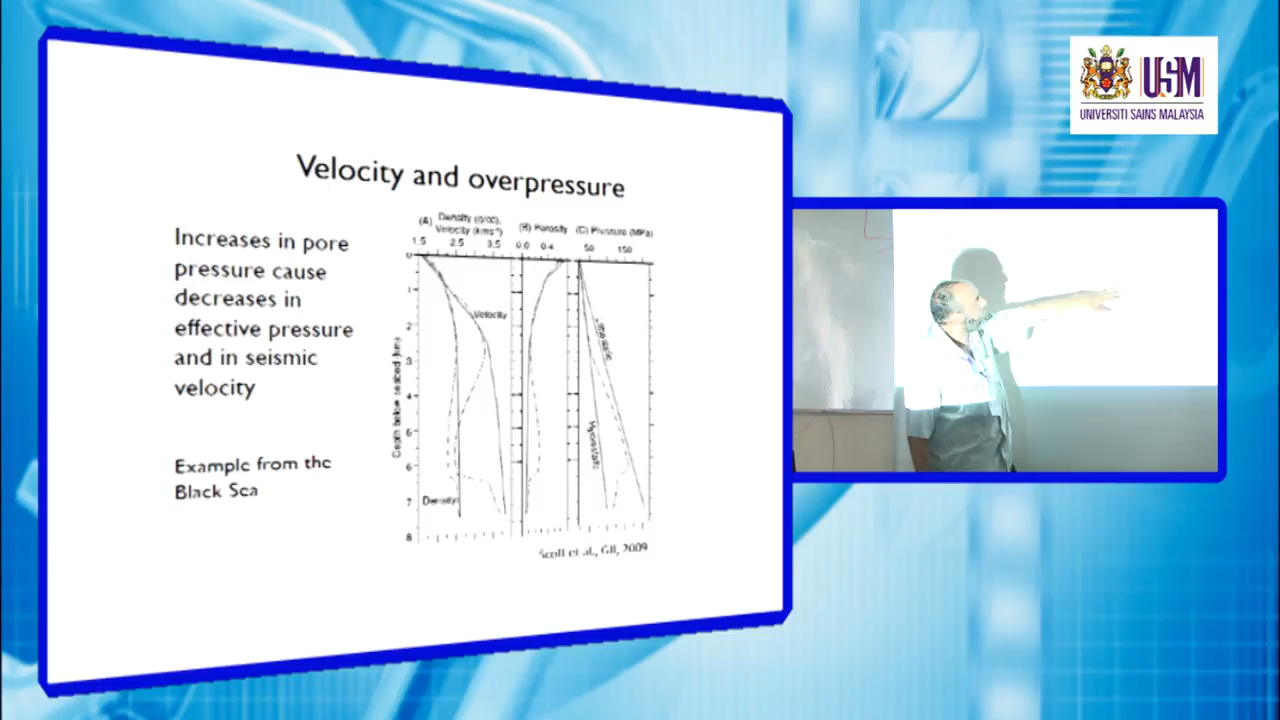 Velocity and overpressure
Increases in pore
pressure cause
decreases in
effective pressure
and in seismic
velocity
Example from the
Black Sea
(A) Density (g/cc),
Velocity (kms⁻¹)
1.5 2.5 3.5
(B) Porosity
0.0 0.4
(C) Pressure (MPa)
50 150
Depth below seabed (km)
0
1
2
3
4
5
6
7
8
Velocity
Density
Hydrostatic
Lithostatic
Scott et al., GJI, 2009
USM
UNIVERSITI SAINS MALAYSIA